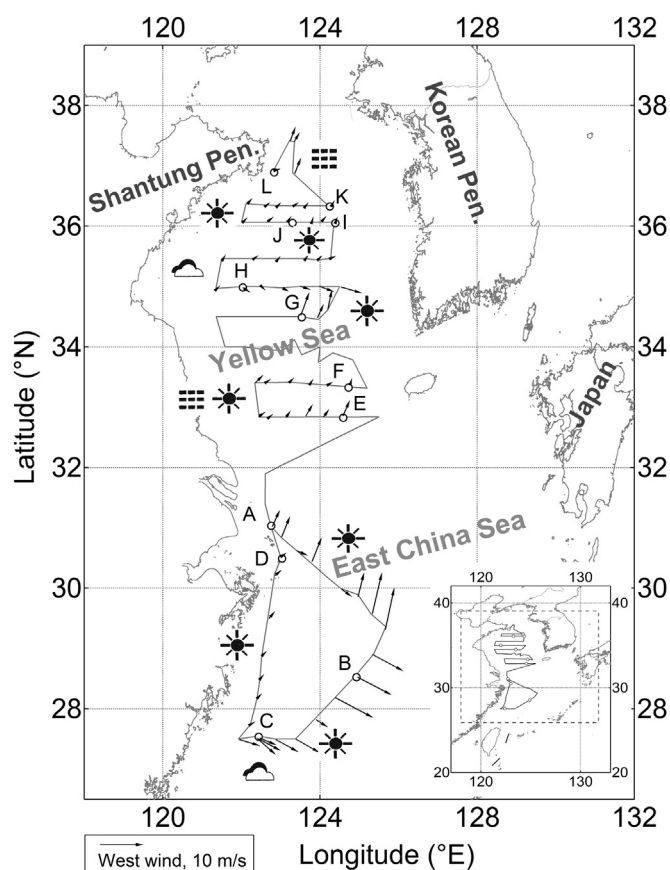 120 124 128 132
38
36
34
32
30
28
Latitude (°N)
Shantung Pen.
Korean Pen.
L
K
I
J
H
G
Yellow Sea
F
E
Japan
A
D
East China Sea
B
C
120 130
40 40
30 30
20 20
120 130
38
36
34
32
30
28
120 124 128 132
West wind, 10 m/s
Longitude (°E)